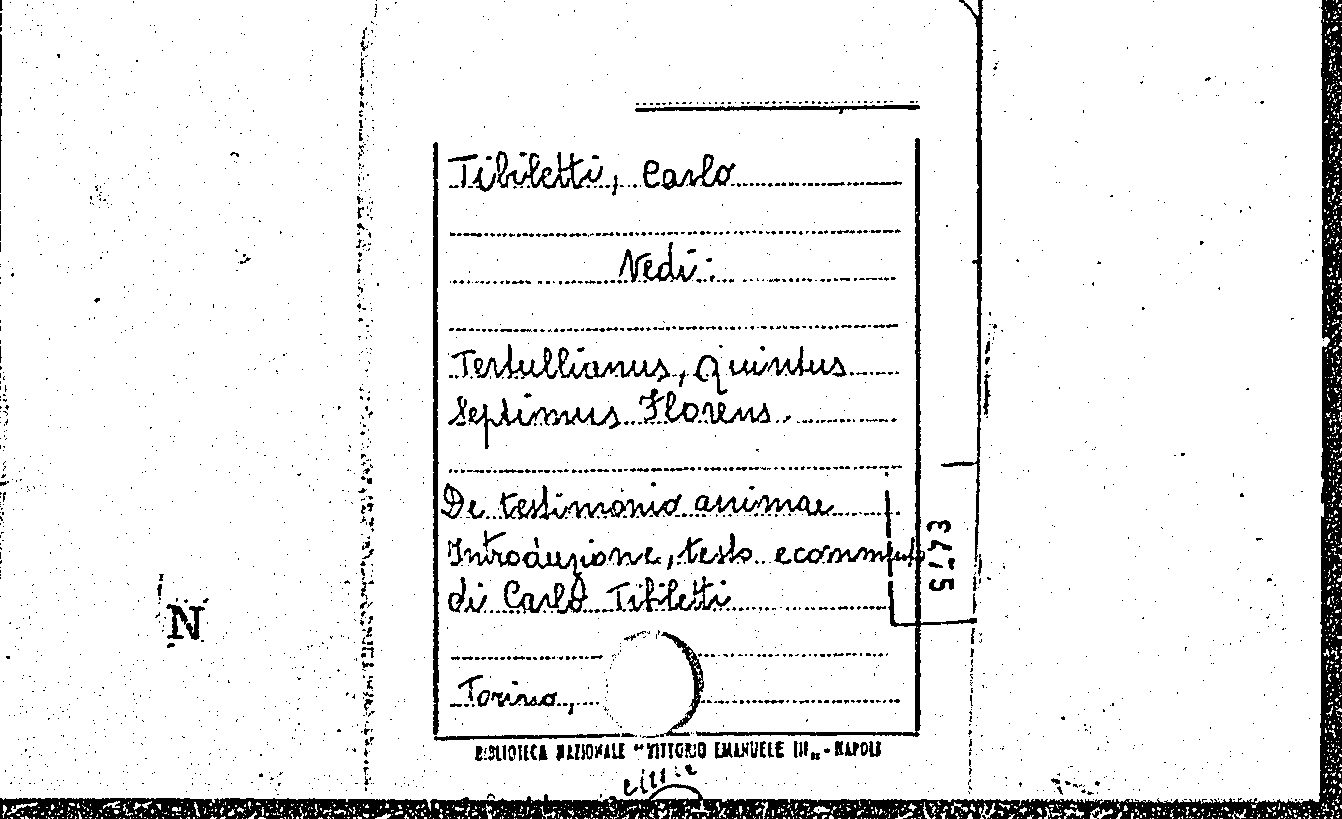 Tibiletti, Carlo
Vedi:
Tertullianus, Quintus
Septimus Florens.
De testimonio animae
Introduzione, testo e commento
di Carlo Tibiletti
Torino,
BIBLIOTECA NAZIONALE "VITTORIO EMANUELE III„ - NAPOLI
N